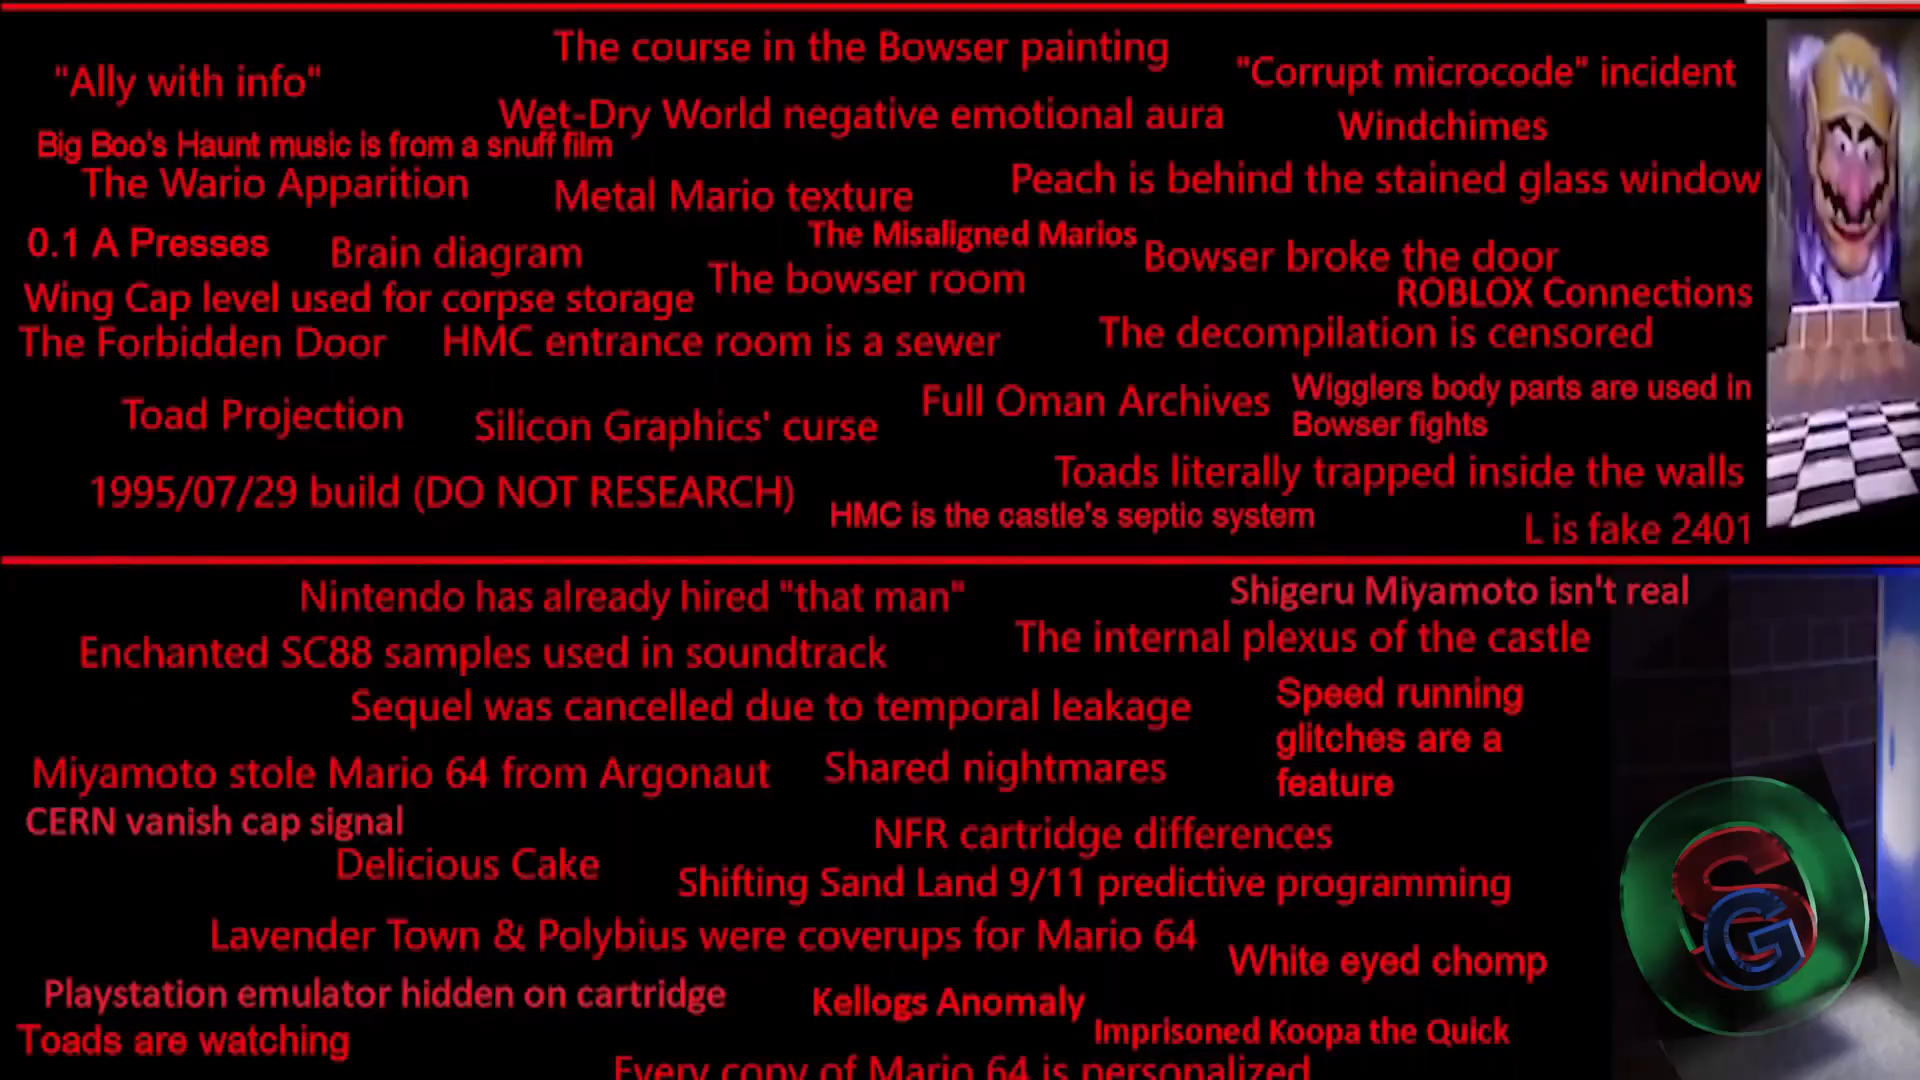 The course in the Bowser painting
"Ally with info"
"Corrupt microcode" incident
Wet-Dry World negative emotional aura
Windchimes
Big Boo's Haunt music is from a snuff film
The Wario Apparition
Metal Mario texture
Peach is behind the stained glass window
0.1 A Presses
Brain diagram
The Misaligned Marios
Bowser broke the door
The bowser room
Wing Cap level used for corpse storage
ROBLOX Connections
The Forbidden Door
HMC entrance room is a sewer
The decompilation is censored
Toad Projection
Silicon Graphics' curse
Full Oman Archives
Wigglers body parts are used in
Bowser fights
1995/07/29 build (DO NOT RESEARCH)
Toads literally trapped inside the walls
HMC is the castle's septic system
L is fake 2401
Nintendo has already hired "that man"
Shigeru Miyamoto isn't real
Enchanted SC88 samples used in soundtrack
The internal plexus of the castle
Sequel was cancelled due to temporal leakage
Speed running
glitches are a
feature
Miyamoto stole Mario 64 from Argonaut
Shared nightmares
CERN vanish cap signal
NFR cartridge differences
Delicious Cake
Shifting Sand Land 9/11 predictive programming
Lavender Town & Polybius were coverups for Mario 64
White eyed chomp
Playstation emulator hidden on cartridge
Kellogs Anomaly
Imprisoned Koopa the Quick
Toads are watching
Every copy of Mario 64 is personalized
W
S
G